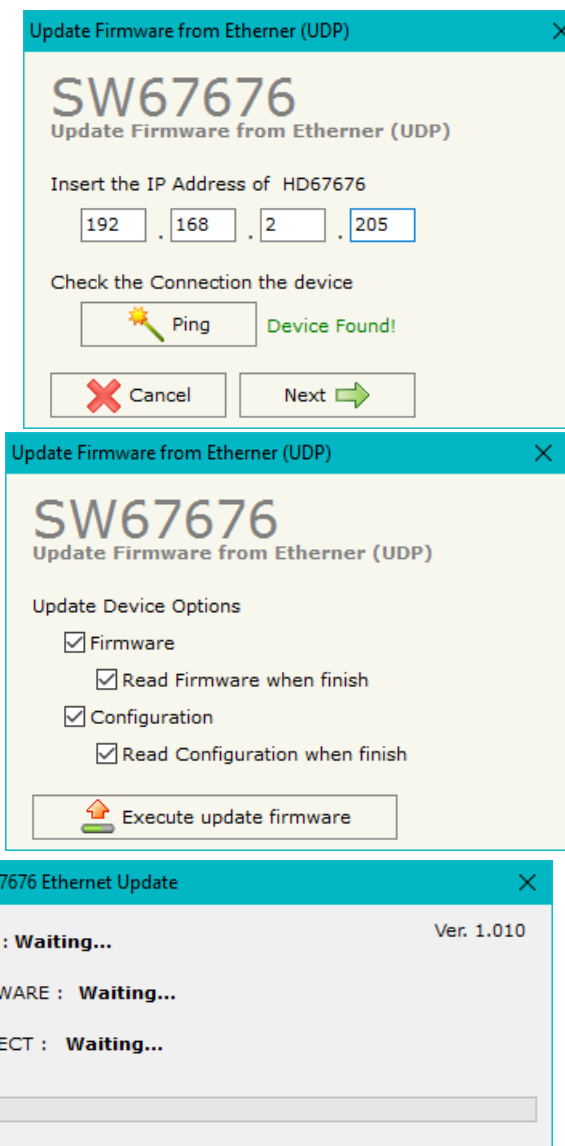 Update Firmware from Etherner (UDP)
SW67676
Update Firmware from Etherner (UDP)
Insert the IP Address of HD67676
192 . 168 . 2 . 205
Check the Connection the device
Ping Device Found!
Cancel Next
Update Firmware from Etherner (UDP)
SW67676
Update Firmware from Etherner (UDP)
Update Device Options
Firmware
Read Firmware when finish
Configuration
Read Configuration when finish
Execute update firmware
7676 Ethernet Update
Ver. 1.010
: Waiting...
WARE : Waiting...
ECT : Waiting...